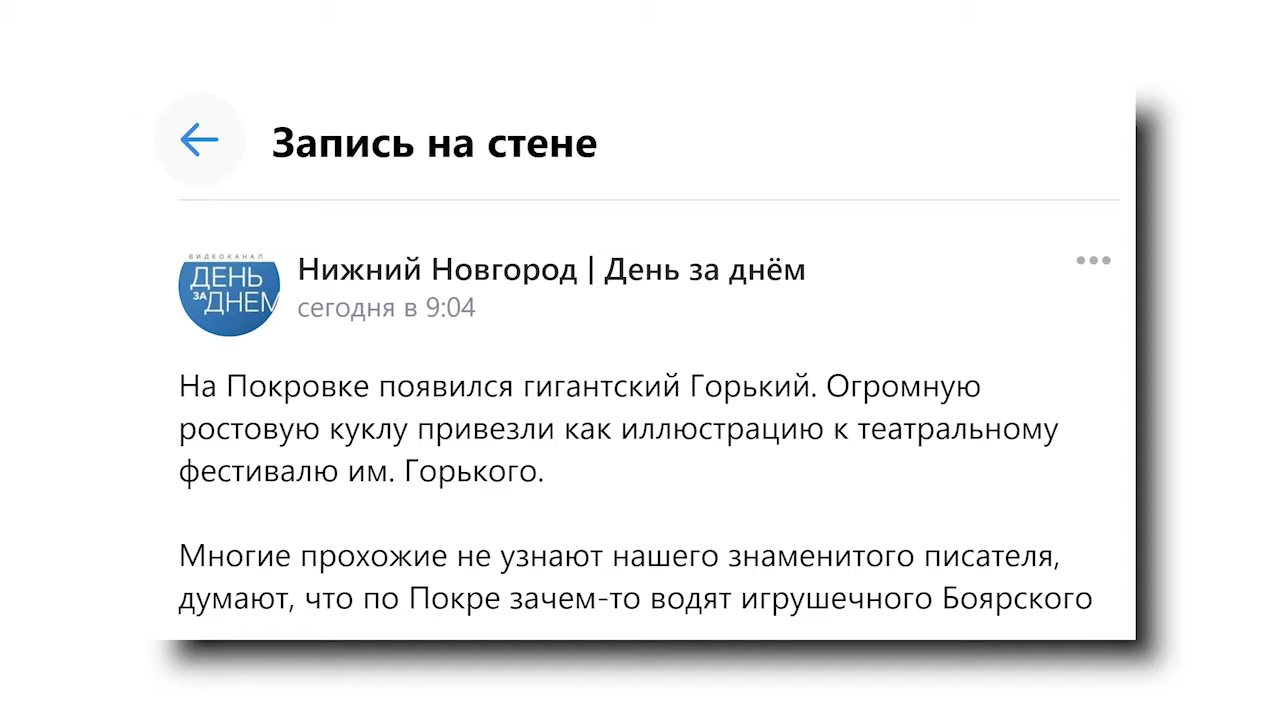 Запись на стене
ВИДЕОКАНАЛ
ДЕНЬ
ЗА ДНЕМ
Нижний Новгород | День за днём
сегодня в 9:04
На Покровке появился гигантский Горький. Огромную
ростовую куклу привезли как иллюстрацию к театральному
фестивалю им. Горького.
Многие прохожие не узнают нашего знаменитого писателя,
думают, что по Покре зачем-то водят игрушечного Боярского